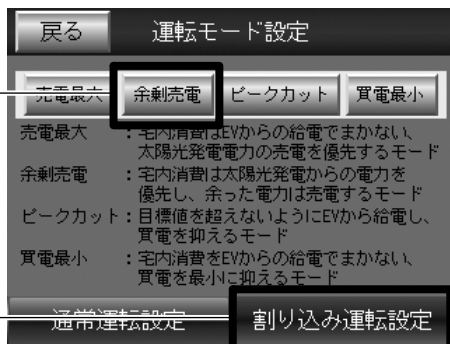 戻る 運転モード設定
売電最大 余剰売電 ピークカット 買電最小
売電最大 :宅内消費はEVからの給電でまかない、
太陽光発電電力の売電を優先するモード
余剰売電 :宅内消費は太陽光発電からの電力を
優先し、余った電力は売電するモード
ピークカット:目標値を超えないようにEVから給電し、
買電を抑えるモード
買電最小 :宅内消費をEVからの給電でまかない、
買電を最小に抑えるモード
通常運転設定 割り込み運転設定